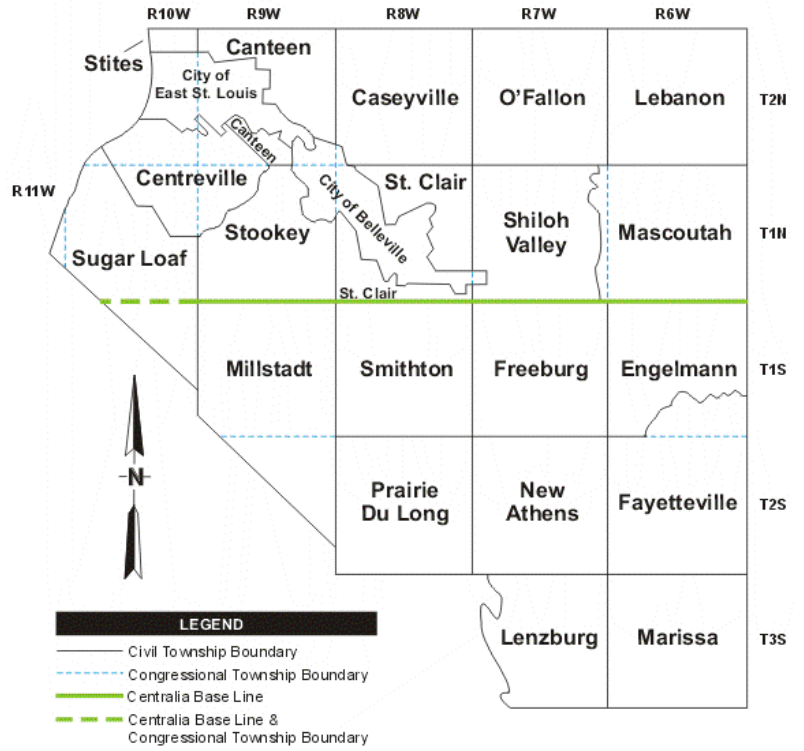 R10W R9W R8W R7W R6W
Stites
Canteen
City of
East St. Louis
Caseyville
O'Fallon
Lebanon
T2N
Canteen
R11W
Centreville
City of Belleville
St. Clair
Stookey
Shiloh
Valley
Mascoutah
T1N
Sugar Loaf
St. Clair
Millstadt
Smithton
Freeburg
Engelmann
T1S
N
Prairie
Du Long
New
Athens
Fayetteville
T2S
Lenzburg
Marissa
T3S
LEGEND
Civil Township Boundary
Congressional Township Boundary
Centralia Base Line
Centralia Base Line &
Congressional Township Boundary